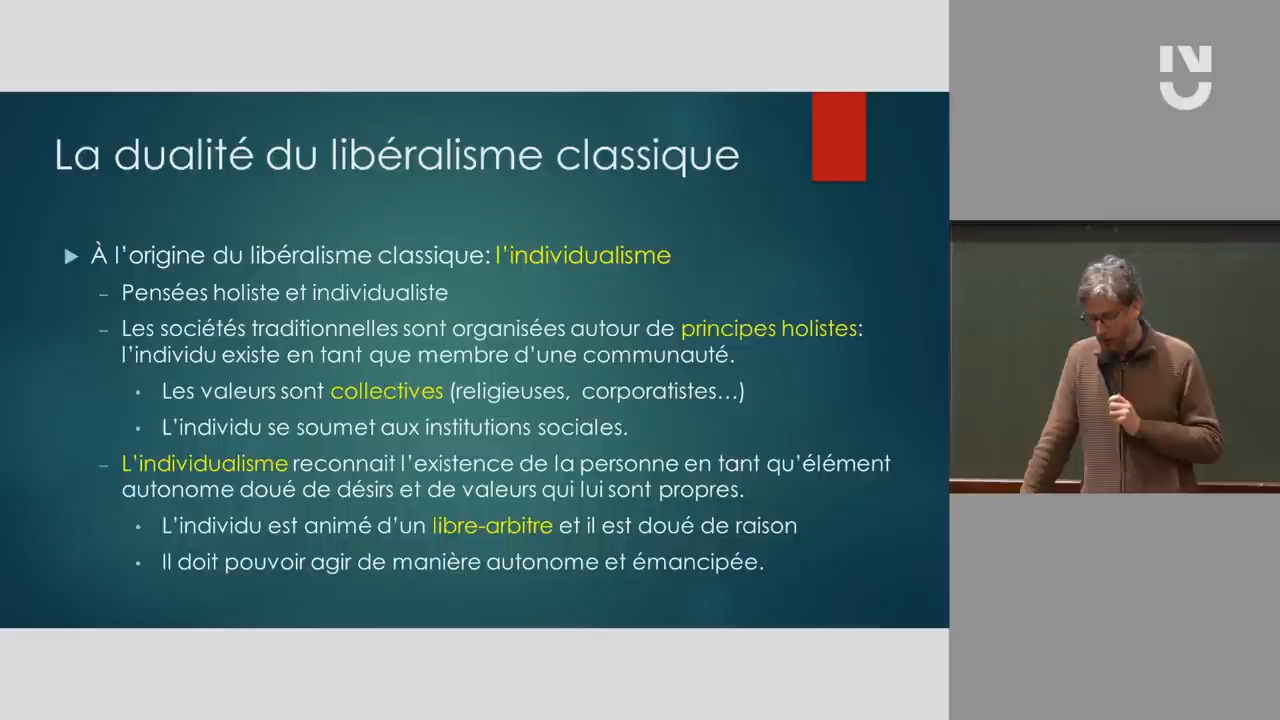 La dualité du libéralisme classique
À l'origine du libéralisme classique: l'individualisme
Pensées holiste et individualiste
Les sociétés traditionnelles sont organisées autour de principes holistes:
l'individu existe en tant que membre d'une communauté.
Les valeurs sont collectives (religieuses, corporatistes…)
L'individu se soumet aux institutions sociales.
L'individualisme reconnait l'existence de la personne en tant qu'élément
autonome doué de désirs et de valeurs qui lui sont propres.
L'individu est animé d'un libre-arbitre et il est doué de raison
Il doit pouvoir agir de manière autonome et émancipée.